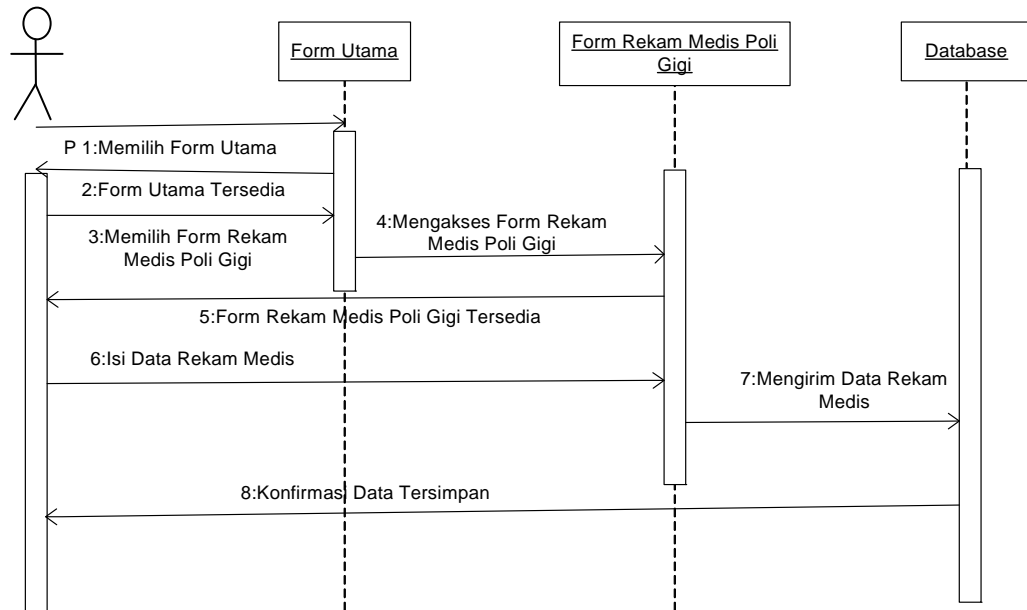 Form Utama
Form Rekam Medis Poli
Gigi
Database
P 1:Memilih Form Utama
2:Form Utama Tersedia
3:Memilih Form Rekam
Medis Poli Gigi
4:Mengakses Form Rekam
Medis Poli Gigi
5:Form Rekam Medis Poli Gigi Tersedia
6:Isi Data Rekam Medis
7:Mengirim Data Rekam
Medis
8:Konfirmasi Data Tersimpan